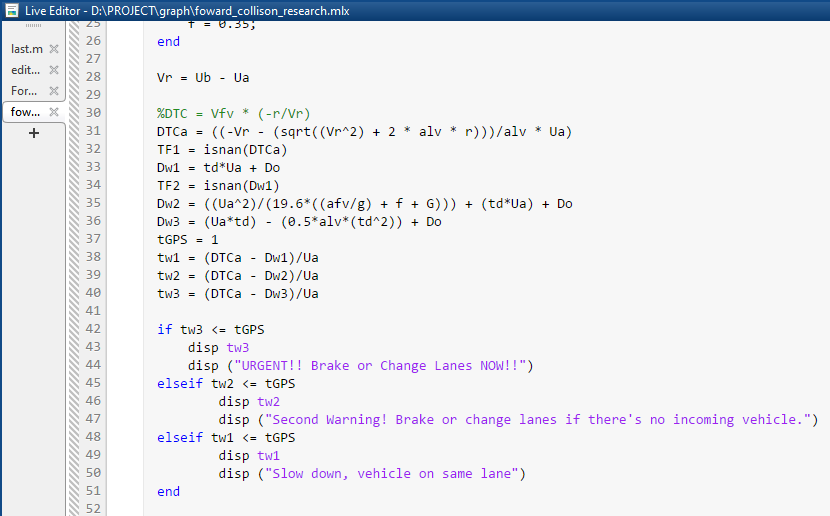 Live Editor - D:\PROJECT\graph\foward_collison_research.mlx
last.m
edit...
For...
fow...
25 f = 0.35;
26 end
27
28 Vr = Ub - Ua
29
30 %DTC = Vfv * (-r/Vr)
31 DTCa = ((-Vr - (sqrt((Vr^2) + 2 * alv * r)))/alv * Ua)
32 TF1 = isnan(DTCa)
33 Dw1 = td*Ua + Do
34 TF2 = isnan(Dw1)
35 Dw2 = ((Ua^2)/(19.6*((afv/g) + f + G))) + (td*Ua) + Do
36 Dw3 = (Ua*td) - (0.5*alv*(td^2)) + Do
37 tGPS = 1
38 tw1 = (DTCa - Dw1)/Ua
39 tw2 = (DTCa - Dw2)/Ua
40 tw3 = (DTCa - Dw3)/Ua
41
42 if tw3 <= tGPS
43 disp tw3
44 disp ("URGENT!! Brake or Change Lanes NOW!!")
45 elseif tw2 <= tGPS
46 disp tw2
47 disp ("Second Warning! Brake or change lanes if there's no incoming vehicle.")
48 elseif tw1 <= tGPS
49 disp tw1
50 disp ("Slow down, vehicle on same lane")
51 end
52